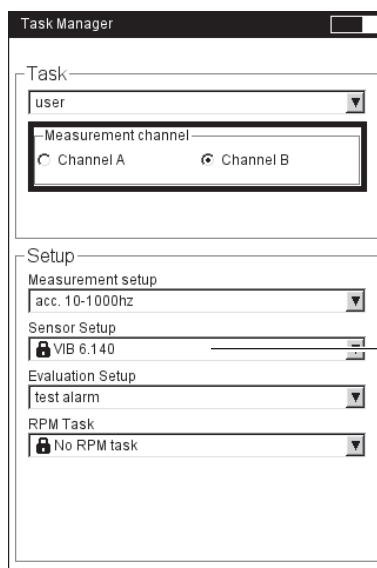 Task Manager
Task
user
Measurement channel
Channel A Channel B
Setup
Measurement setup
acc. 10-1000hz
Sensor Setup
VIB 6.140
Evaluation Setup
test alarm
RPM Task
No RPM task